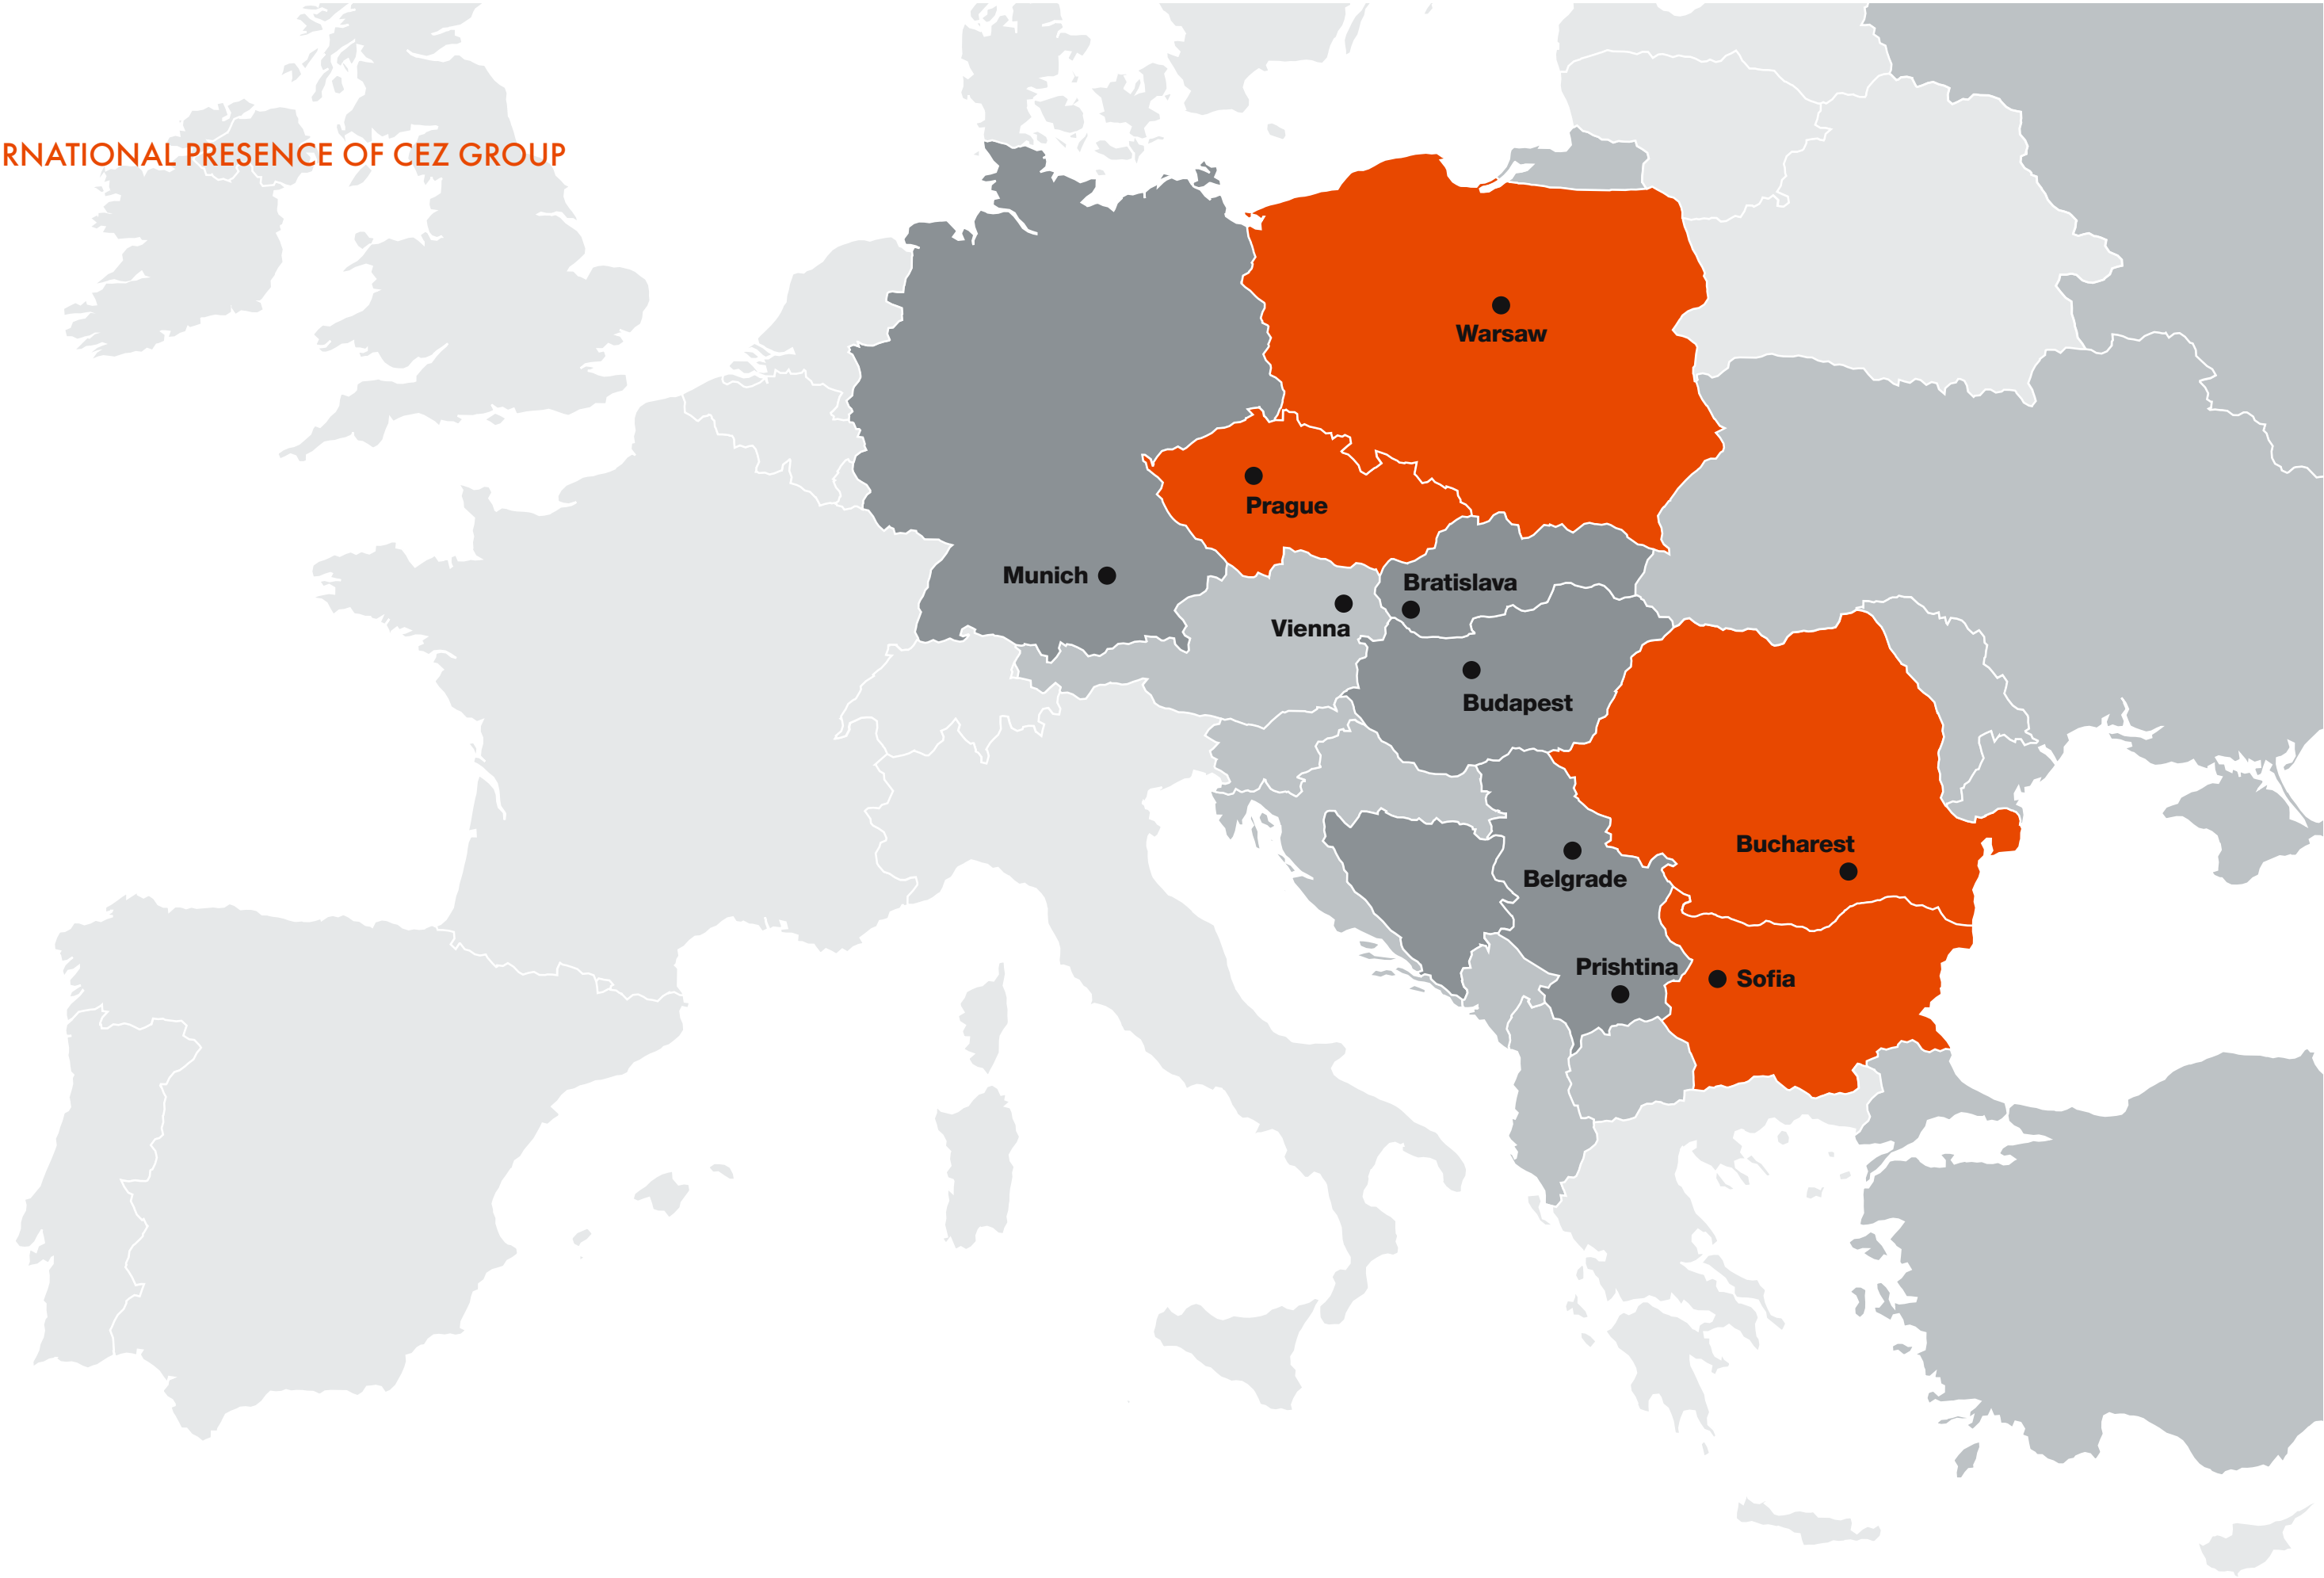 RNATIONAL PRESENCE OF CEZ GROUP
Warsaw
Prague
Munich
Bratislava
Vienna
Budapest
Bucharest
Belgrade
Prishtina
Sofia